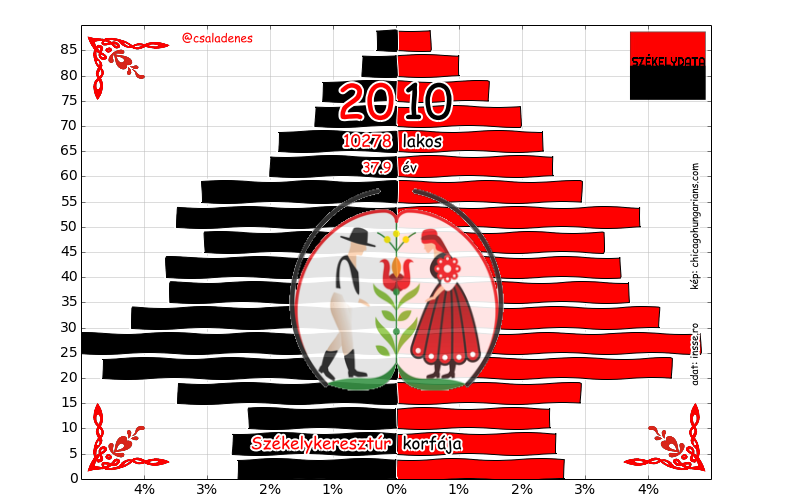 @csaladenes
SZÉKELYDATA
2010
10278 lakos
37.9 év
kép: chicagohungarians.com
adat: insse.ro
Székelykeresztúr korfája
85
80
75
70
65
60
55
50
45
40
35
30
25
20
15
10
5
0
4% 3% 2% 1% 0% 1% 2% 3% 4%